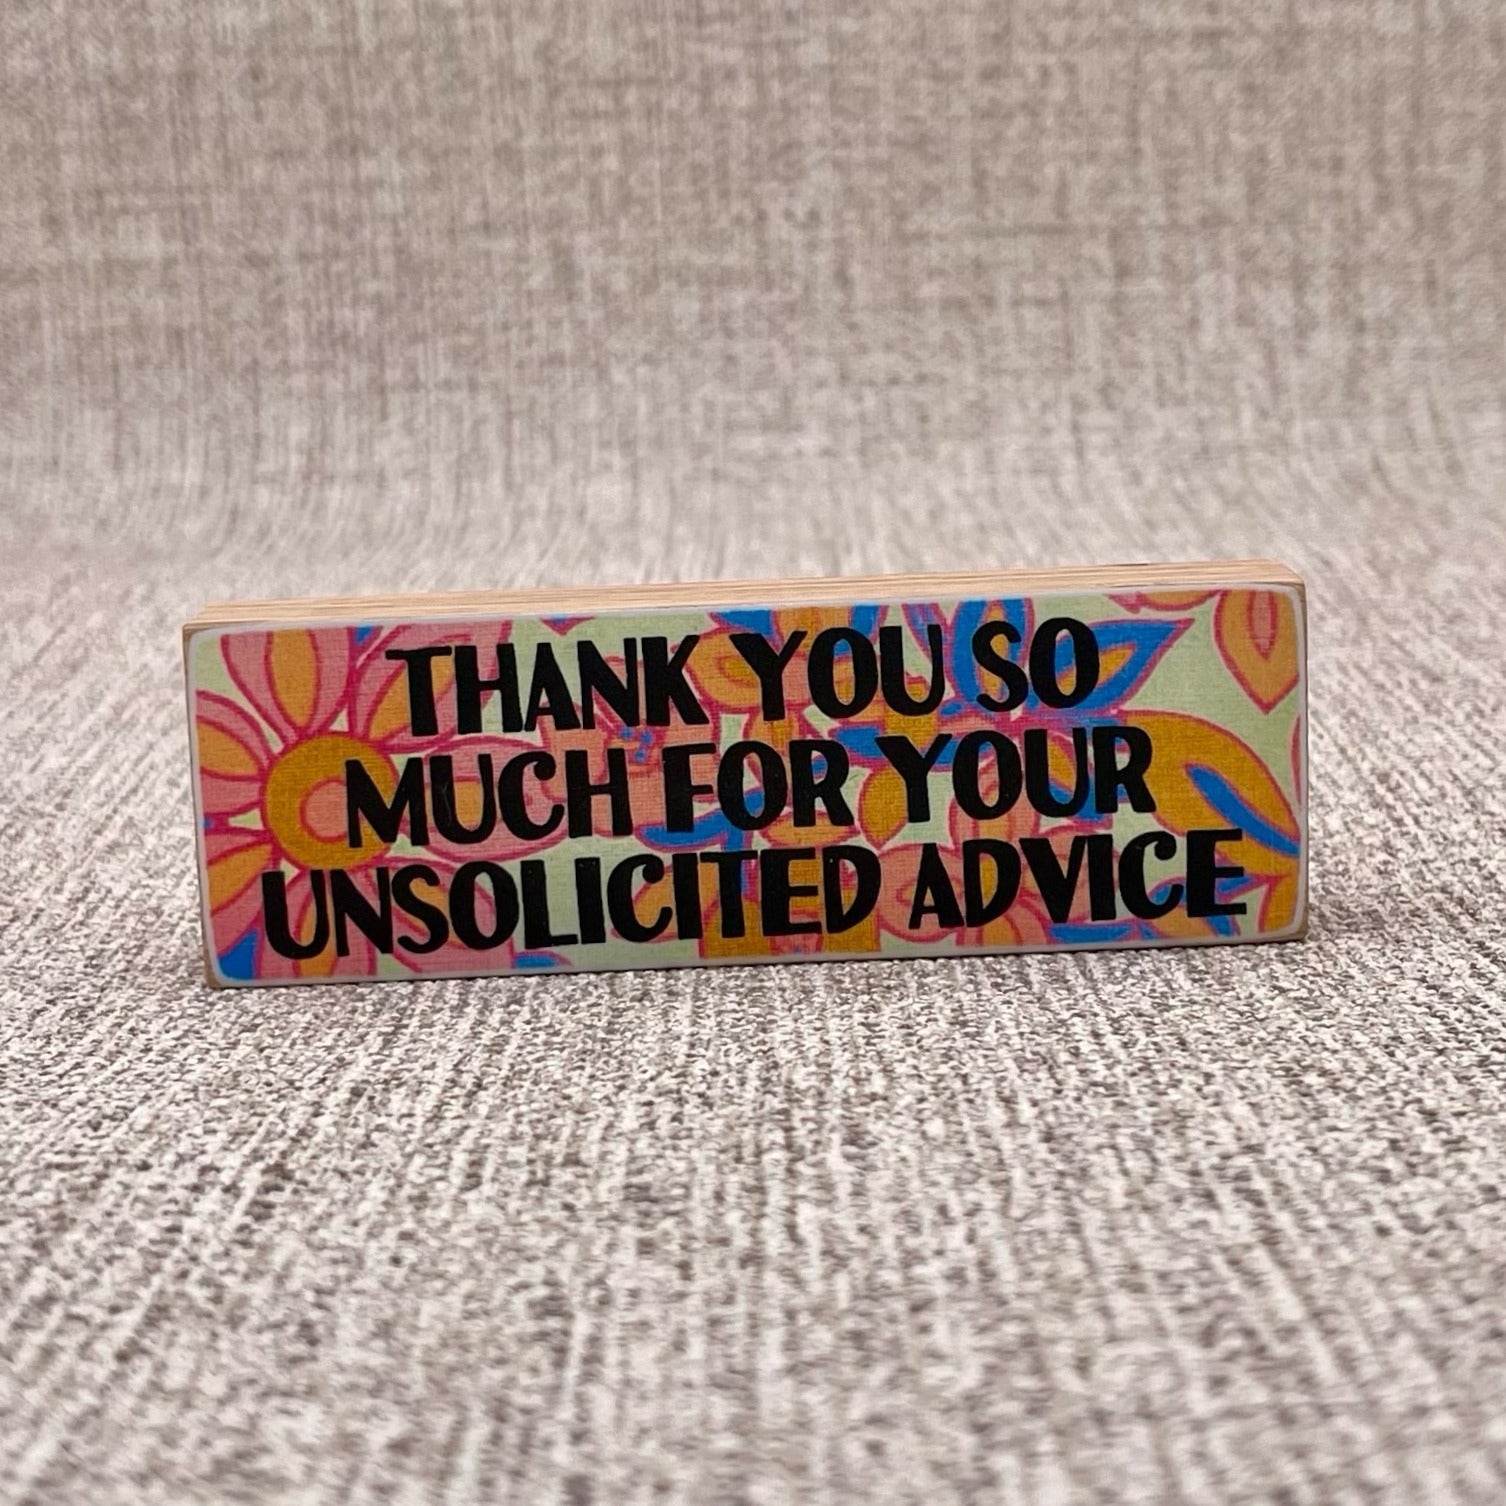 THANK YOU SO
MUCH FOR YOUR
UNSOLICITED ADVICE